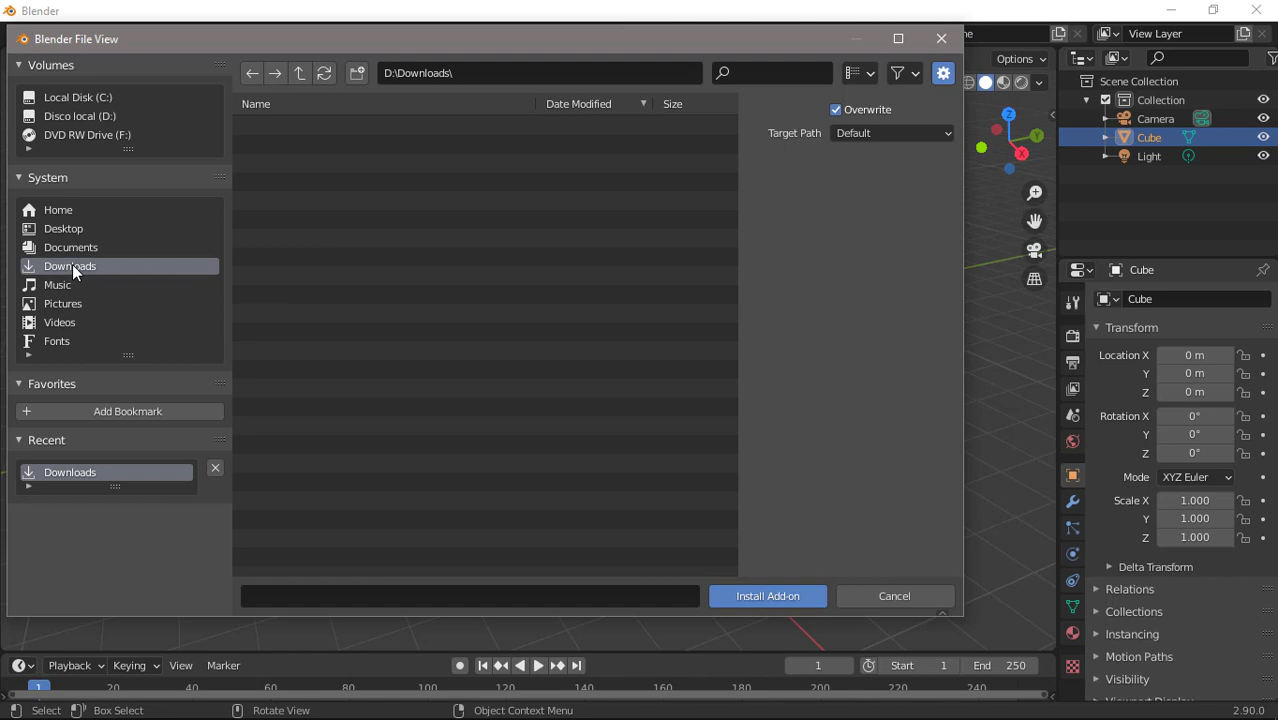 Blender
Blender File View
ne
View Layer
Volumes
D:\Downloads\
Options
Local Disk (C:)
Disco local (D:)
DVD RW Drive (F:)
Name
Date Modified
Size
Overwrite
Target Path
Default
Scene Collection
Collection
Camera
Cube
Light
X
Y
Z
System
Home
Desktop
Documents
Downloads
Music
Pictures
Videos
Fonts
Favorites
Add Bookmark
Recent
Downloads
Install Add-on
Cancel
Cube
Cube
Transform
Location X 0 m
Y 0 m
Z 0 m
Rotation X 0°
Y 0°
Z 0°
Mode XYZ Euler
Scale X 1.000
Y 1.000
Z 1.000
Delta Transform
Relations
Collections
Instancing
Motion Paths
Visibility
Playback
Keying
View
Marker
1
Start 1
End 250
1 20 40 60 80 100 120 140 160 180 200 220 240
Select
Box Select
Rotate View
Object Context Menu
2.90.0